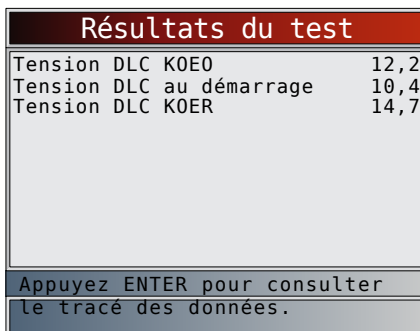 Résultats du test
Tension DLC KOEO 12,2
Tension DLC au démarrage 10,4
Tension DLC KOER 14,7
Appuyez ENTER pour consulter
le tracé des données.